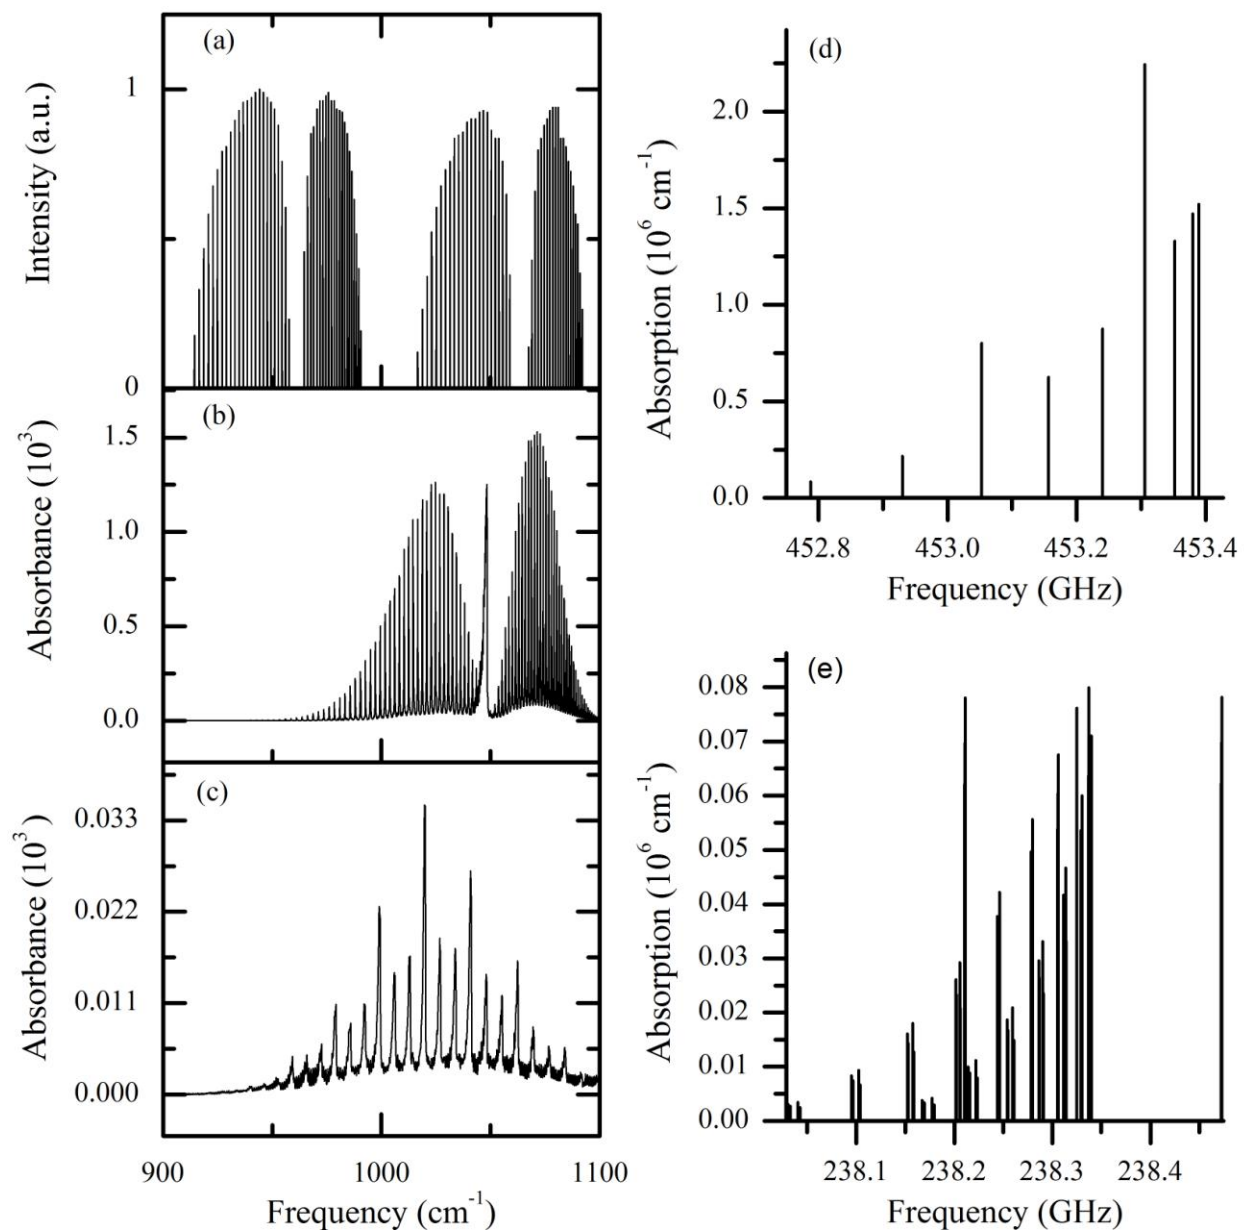 (a)
Intensity (a.u.)
1
0
(b)
Absorbance (10³)
1.5
1.0
0.5
0.0
(c)
Absorbance (10³)
0.033
0.022
0.011
0.000
900
1000
1100
Frequency (cm⁻¹)
(d)
Absorption (10⁶ cm⁻¹)
2.0
1.5
1.0
0.5
0.0
452.8
453.0
453.2
453.4
Frequency (GHz)
(e)
Absorption (10⁶ cm⁻¹)
0.08
0.07
0.06
0.05
0.04
0.03
0.02
0.01
0.00
238.1
238.2
238.3
238.4
Frequency (GHz)